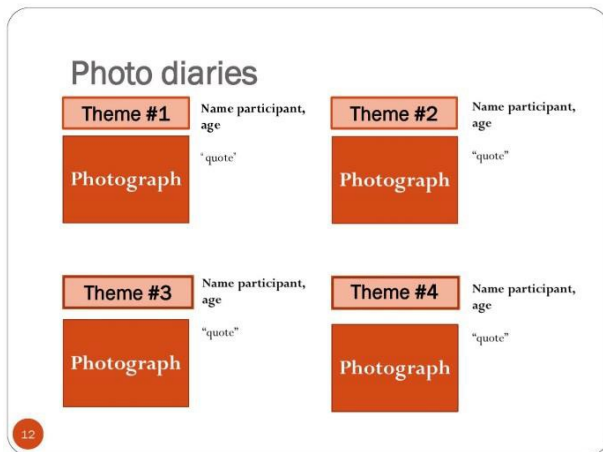 Photo diaries
Theme #1
Name participant,
age
"quote"
Photograph
Theme #2
Name participant,
age
“quote”
Photograph
Theme #3
Name participant,
age
“quote”
Photograph
Theme #4
Name participant,
age
“quote”
Photograph
12